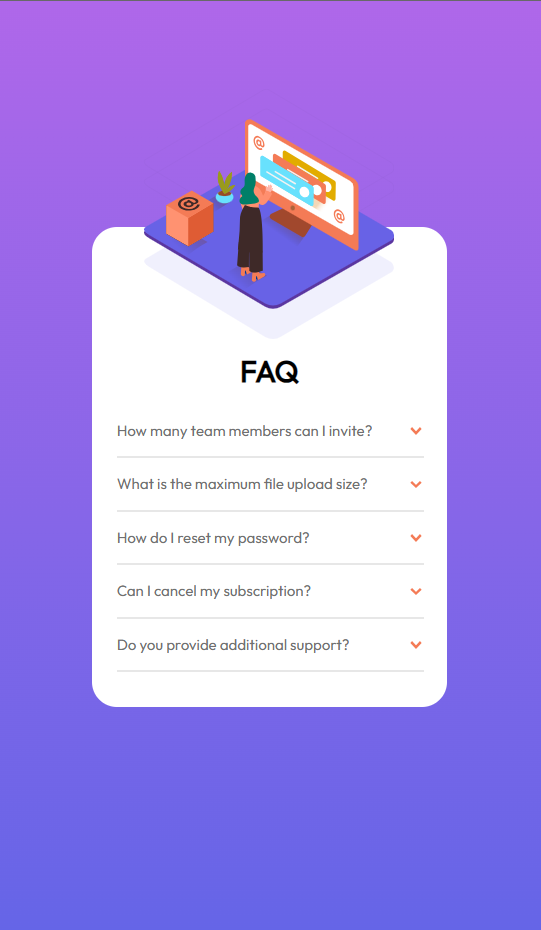 FAQ
How many team members can I invite?
What is the maximum file upload size?
How do I reset my password?
Can I cancel my subscription?
Do you provide additional support?